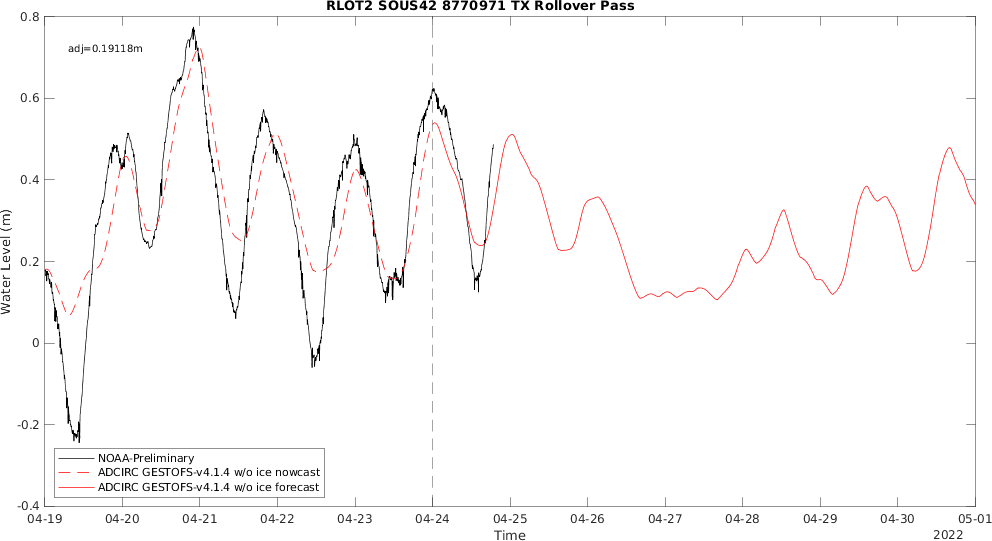 RLOT2 SOUS42 8770971 TX Rollover Pass
adj=0.19118m
0.8
0.6
0.4
0.2
0
-0.2
-0.4
Water Level (m)
NOAA-Preliminary
ADCIRC GESTOFS-v4.1.4 w/o ice nowcast
ADCIRC GESTOFS-v4.1.4 w/o ice forecast
04-19 04-20 04-21 04-22 04-23 04-24 04-25 04-26 04-27 04-28 04-29 04-30 05-01
Time
2022